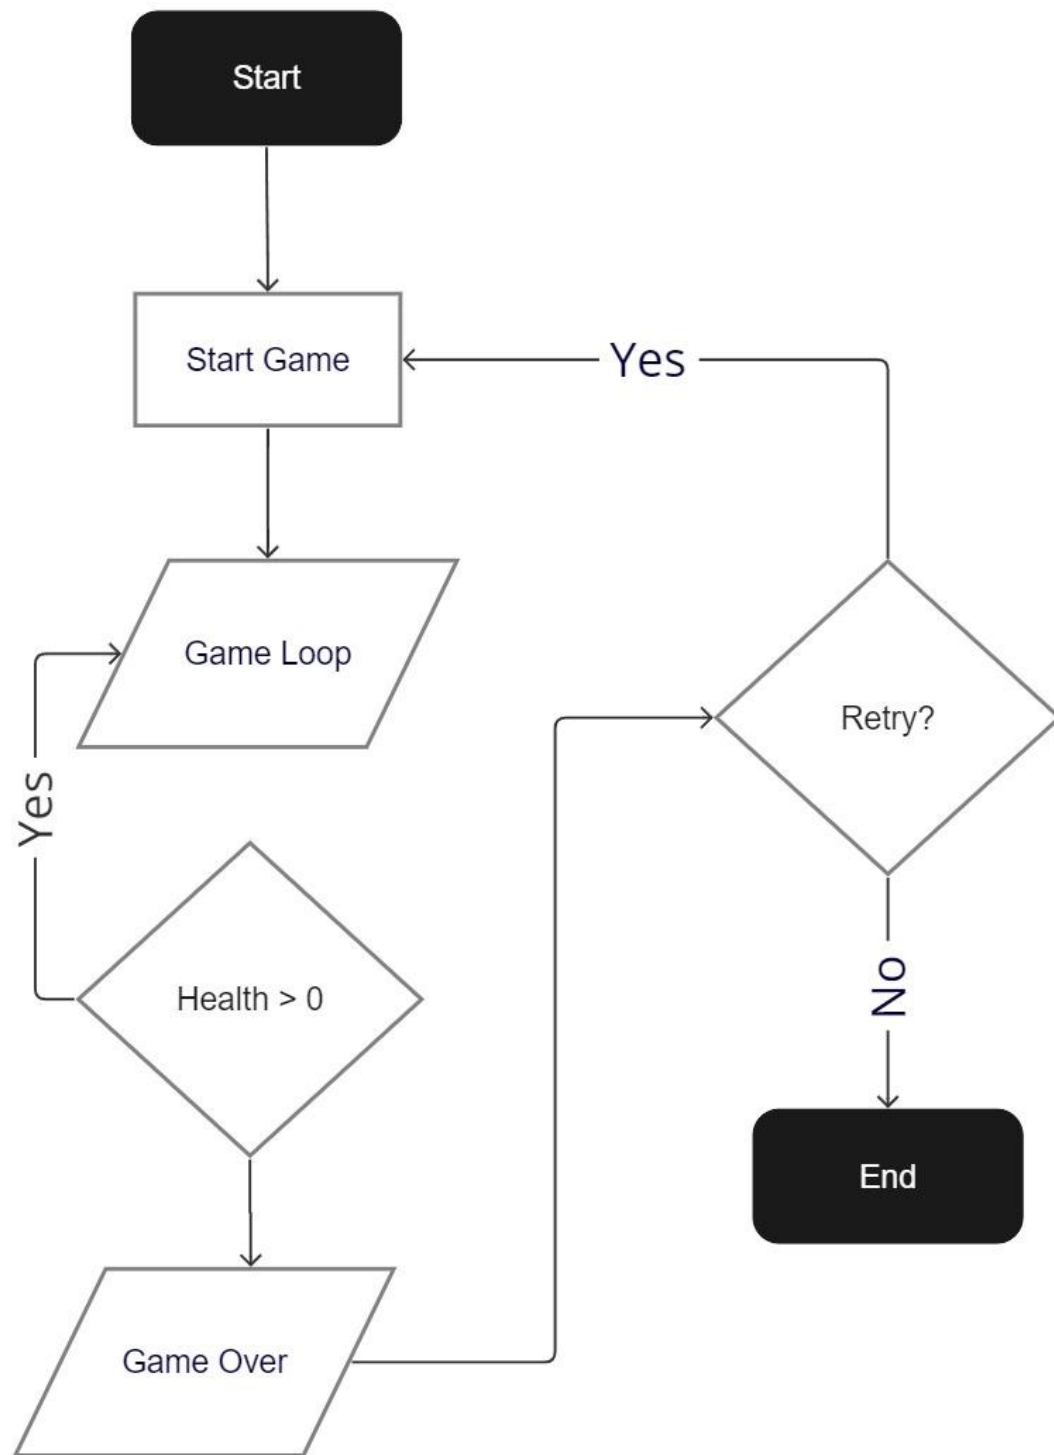 Start
Start Game
Yes
Game Loop
Retry?
Yes
Health > 0
No
End
Game Over